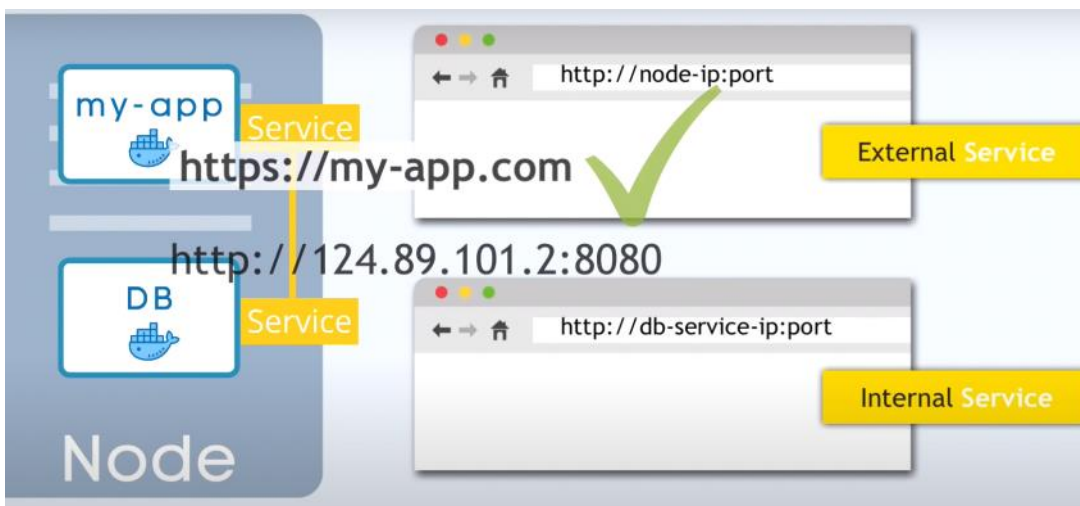 my-app
Service
http://node-ip:port
External Service
https://my-app.com
http://124.89.101.2:8080
DB
Service
http://db-service-ip:port
Internal Service
Node